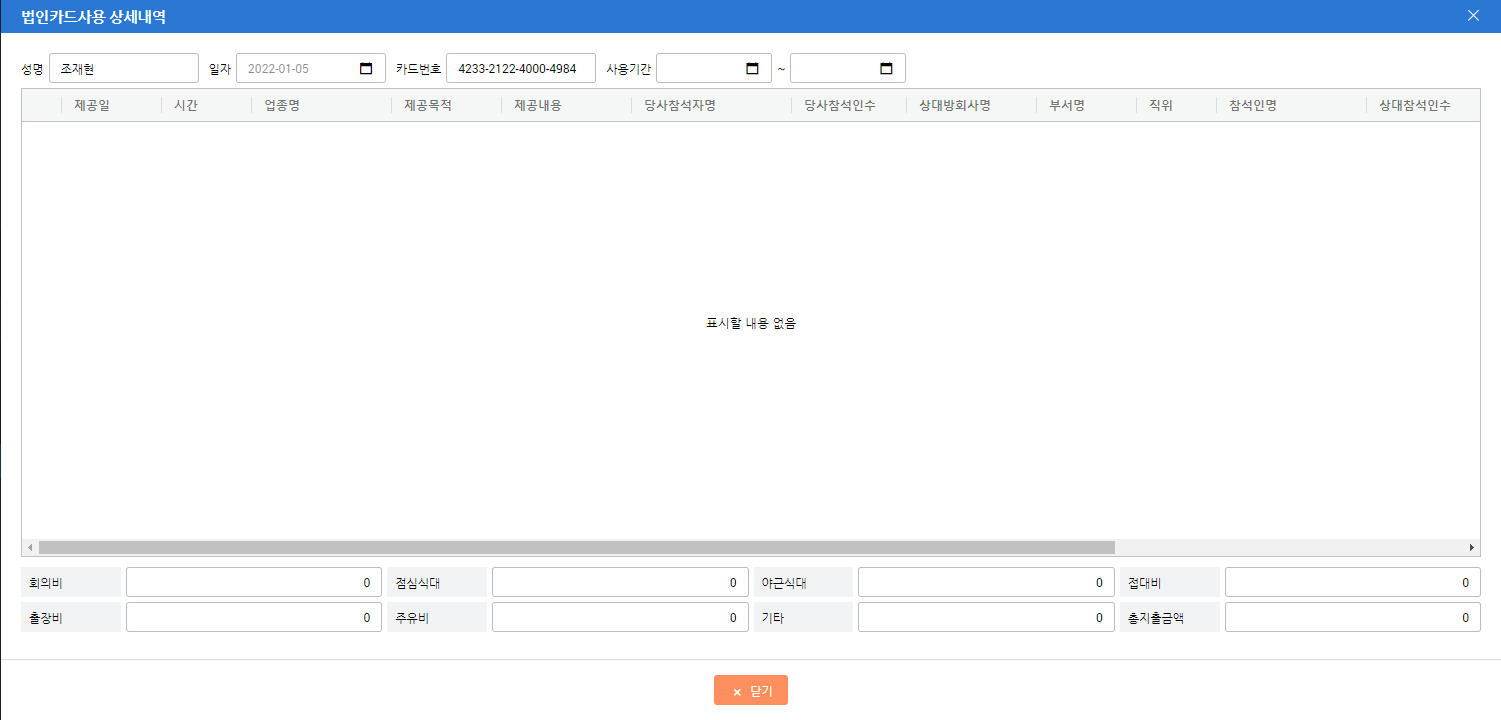 법인카드사용 상세내역
성명 조재현 일자 2022-01-05 카드번호 4233-2122-4000-4984 사용기간 ~
제공일 시간 업종명 제공목적 제공내용 당사참석자명 당사참석인수 상대방회사명 부서명 직위 참석인명 상대참석인수
표시할 내용 없음
회의비 0 점심식대 0 야근식대 0 접대비 0
출장비 0 주유비 0 기타 0 총지출금액 0
× 닫기